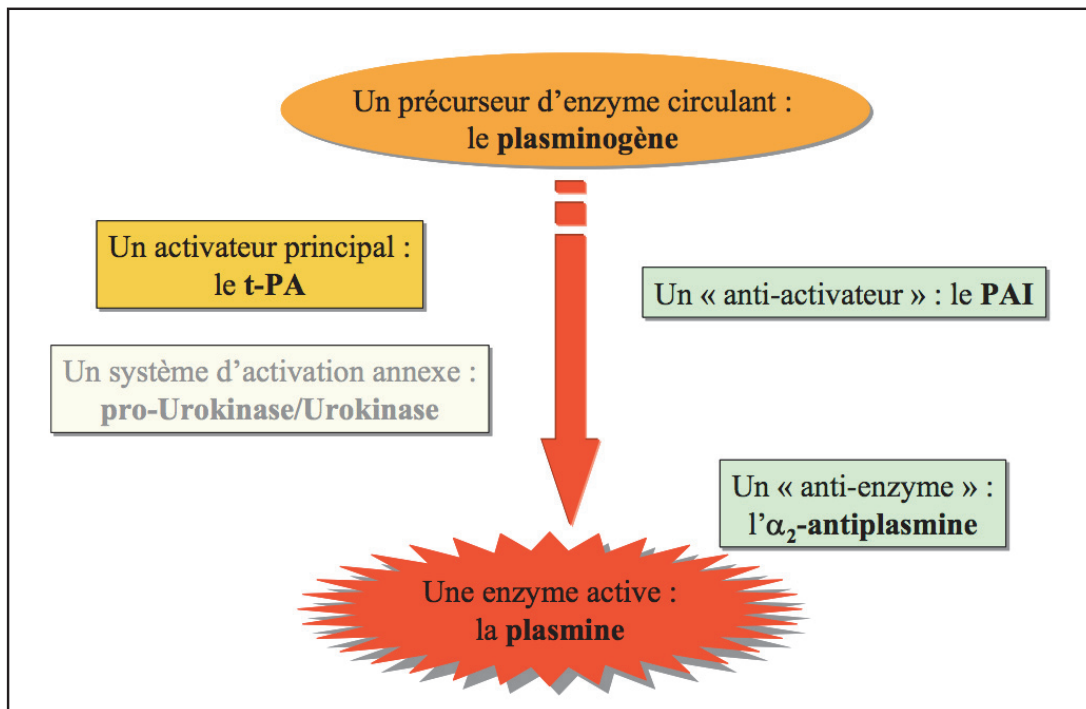 Un précurseur d’enzyme circulant :
le plasminogène
Un activateur principal :
le t-PA
Un « anti-activateur » : le PAI
Un système d’activation annexe :
pro-Urokinase/Urokinase
Un « anti-enzyme » :
l’α₂-antiplasmine
Une enzyme active :
la plasmine